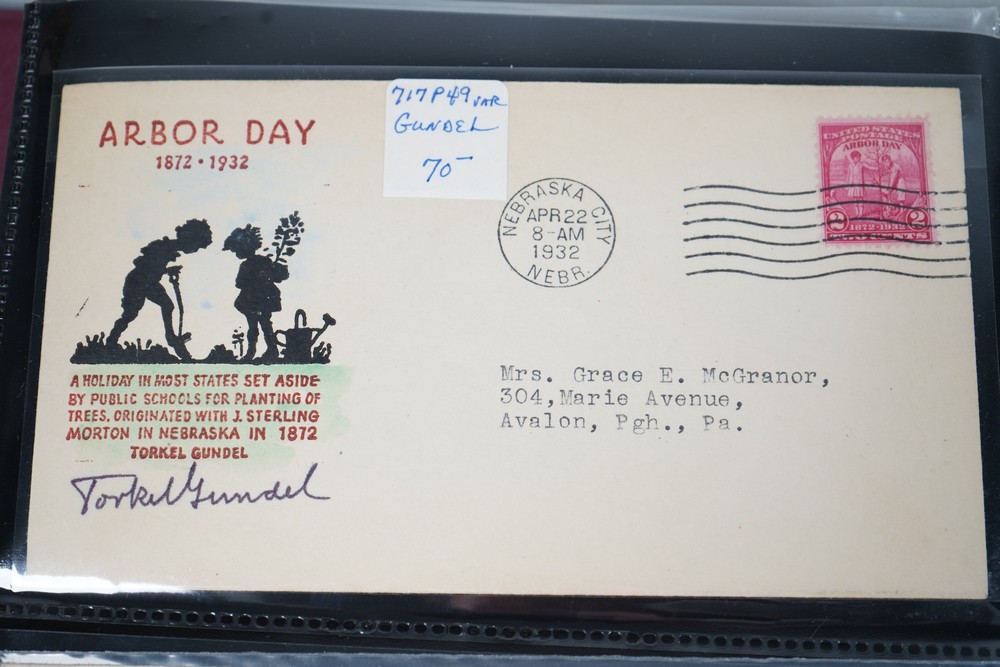 717P49 VAR
GUNDEL
70-
ARBOR DAY
1872 • 1932
A HOLIDAY IN MOST STATES SET ASIDE
BY PUBLIC SCHOOLS FOR PLANTING OF
TREES. ORIGINATED WITH J. STERLING
MORTON IN NEBRASKA IN 1872
TORKEL GUNDEL
Torkel Gundel
NEBRASKA CITY
APR 22
8-AM
1932
NEBR.
UNITED STATES
POSTAGE
ARBOR DAY
2 2
1872-1932
TWO CENTS
Mrs. Grace E. McGranor,
304,Marie Avenue,
Avalon, Pgh., Pa.